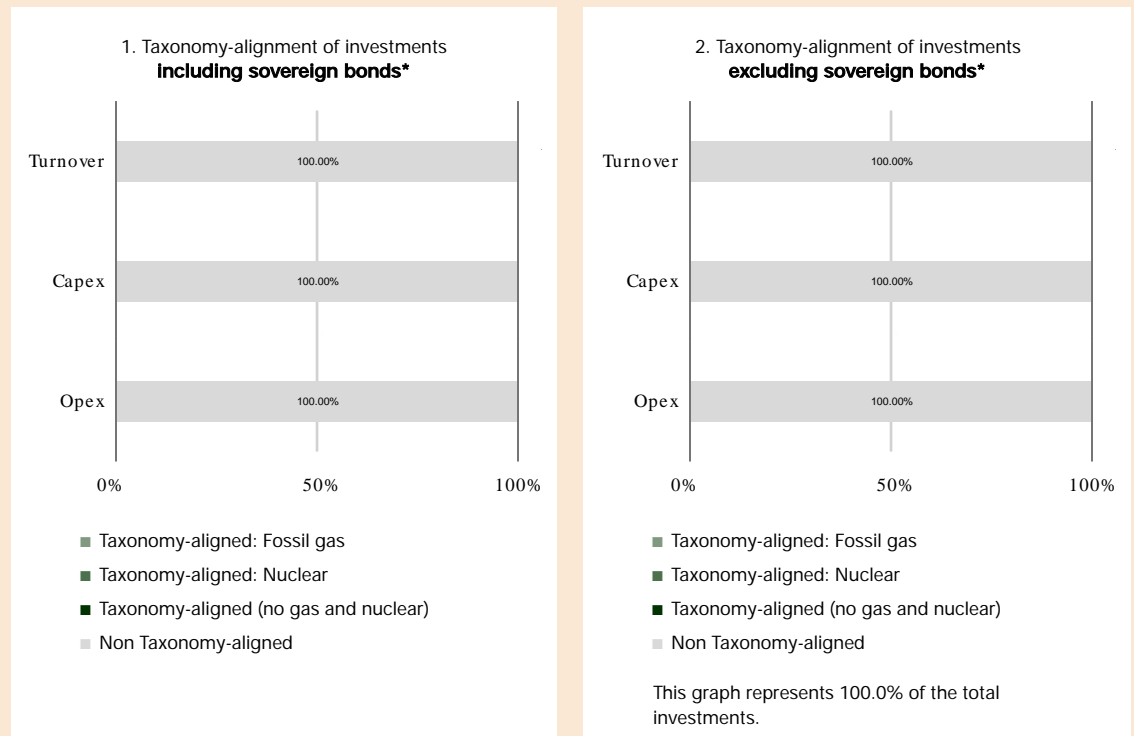 1. Taxonomy-alignment of investments
including sovereign bonds*
Turnover
100.00%
Capex
100.00%
Opex
100.00%
0% 50% 100%
Taxonomy-aligned: Fossil gas
Taxonomy-aligned: Nuclear
Taxonomy-aligned (no gas and nuclear)
Non Taxonomy-aligned
2. Taxonomy-alignment of investments
excluding sovereign bonds*
Turnover
100.00%
Capex
100.00%
Opex
100.00%
0% 50% 100%
Taxonomy-aligned: Fossil gas
Taxonomy-aligned: Nuclear
Taxonomy-aligned (no gas and nuclear)
Non Taxonomy-aligned
This graph represents 100.0% of the total
investments.